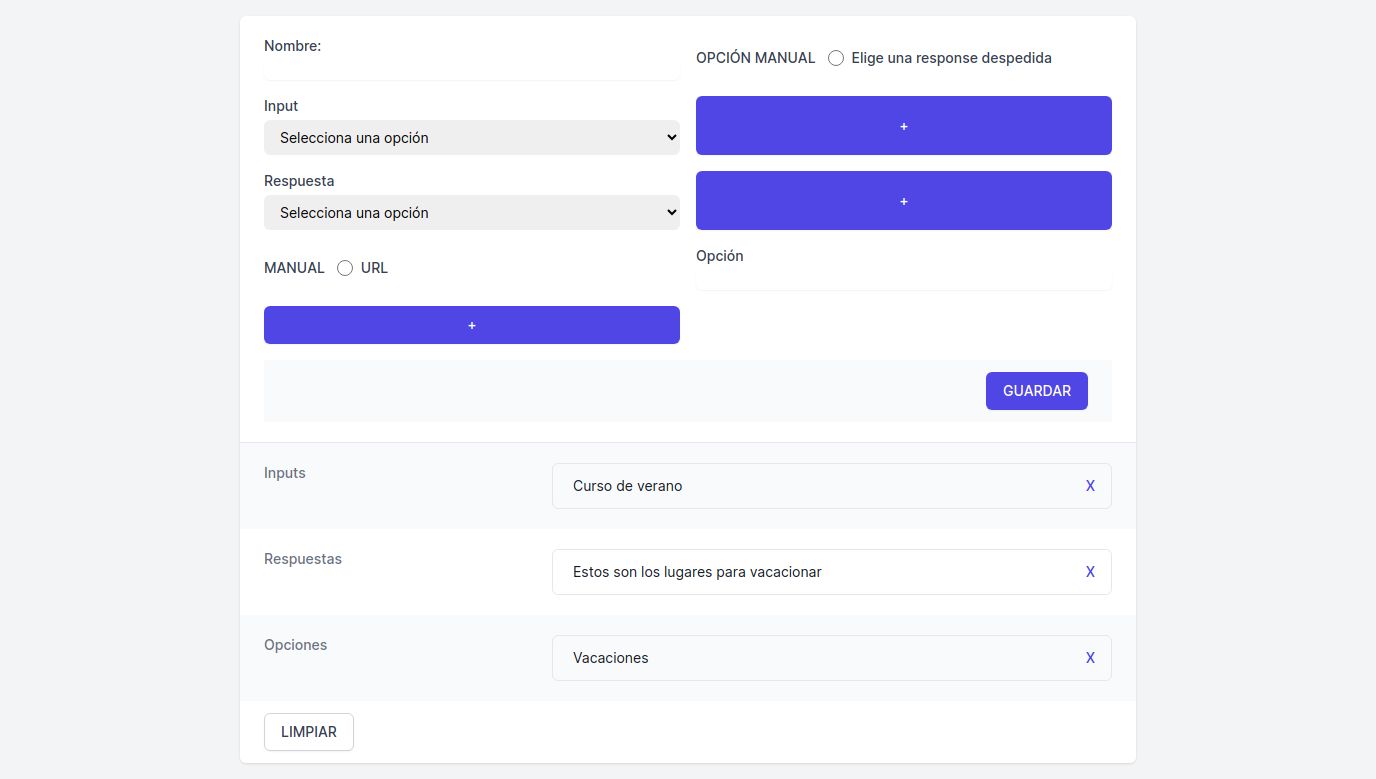 Nombre:
OPCIÓN MANUAL Elige una response despedida
Input
Selecciona una opción
+
Respuesta
Selecciona una opción
+
MANUAL URL
Opción
+
GUARDAR
Inputs
Curso de verano X
Respuestas
Estos son los lugares para vacacionar X
Opciones
Vacaciones X
LIMPIAR